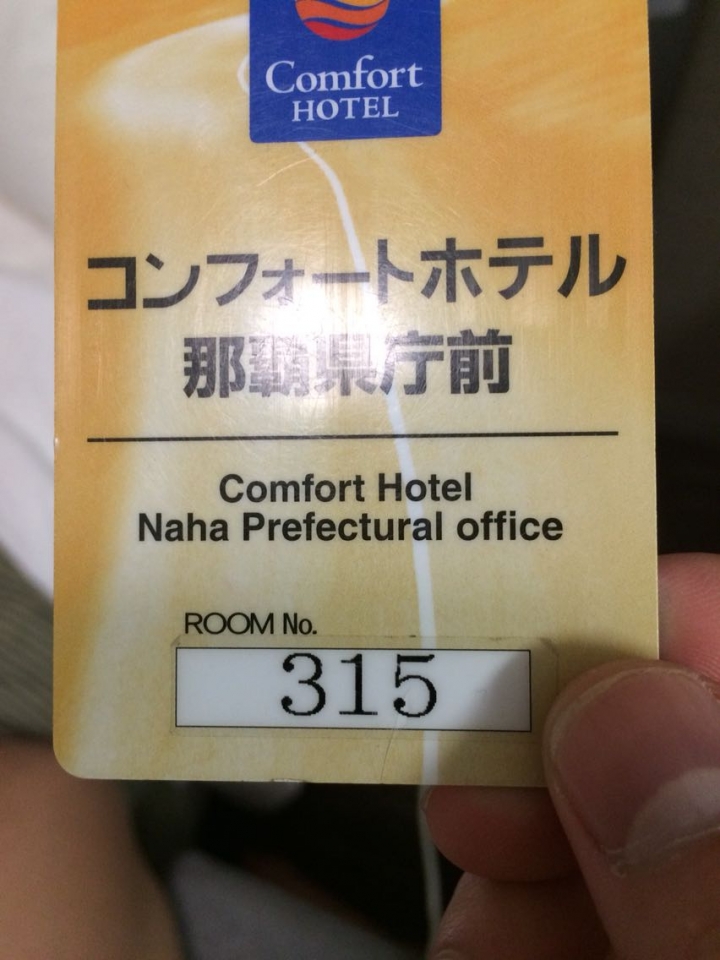 Comfort
HOTEL
コンフォートホテル
那覇県庁前
Comfort Hotel
Naha Prefectural office
ROOM No.
315